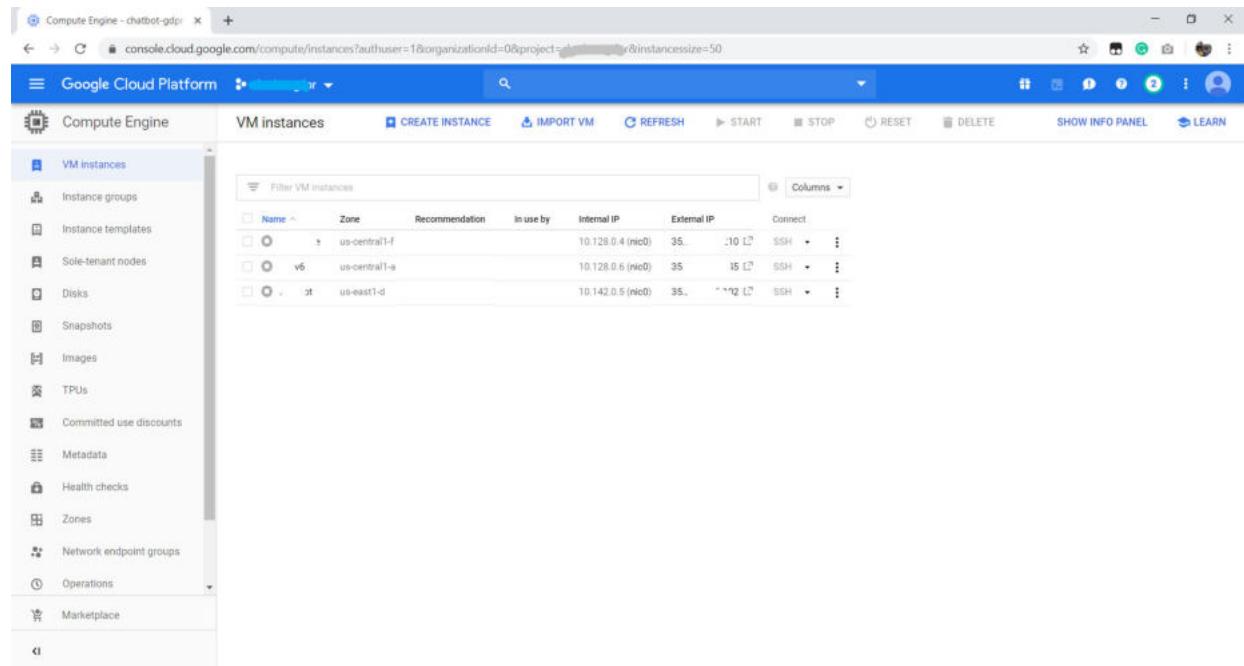 Compute Engine - chatbot-gdpr
console.cloud.google.com/compute/instances?authuser=1&organizationId=0&project= r&instancessize=50
Google Cloud Platform
2
Compute Engine
VM instances
CREATE INSTANCE
IMPORT VM
REFRESH
START
STOP
RESET
DELETE
SHOW INFO PANEL
LEARN
VM instances
Instance groups
Instance templates
Sole-tenant nodes
Disks
Snapshots
Images
TPUs
Committed use discounts
Metadata
Health checks
Zones
Network endpoint groups
Operations
Marketplace
Filter VM instances
Columns
Name Zone Recommendation In use by Internal IP External IP Connect
us-central1-f 10.128.0.4 (nic0) 35. SSH
v6 us-central1-a 10.128.0.6 (nic0) 35 SSH
us-east1-d 10.142.0.5 (nic0) 35. SSH